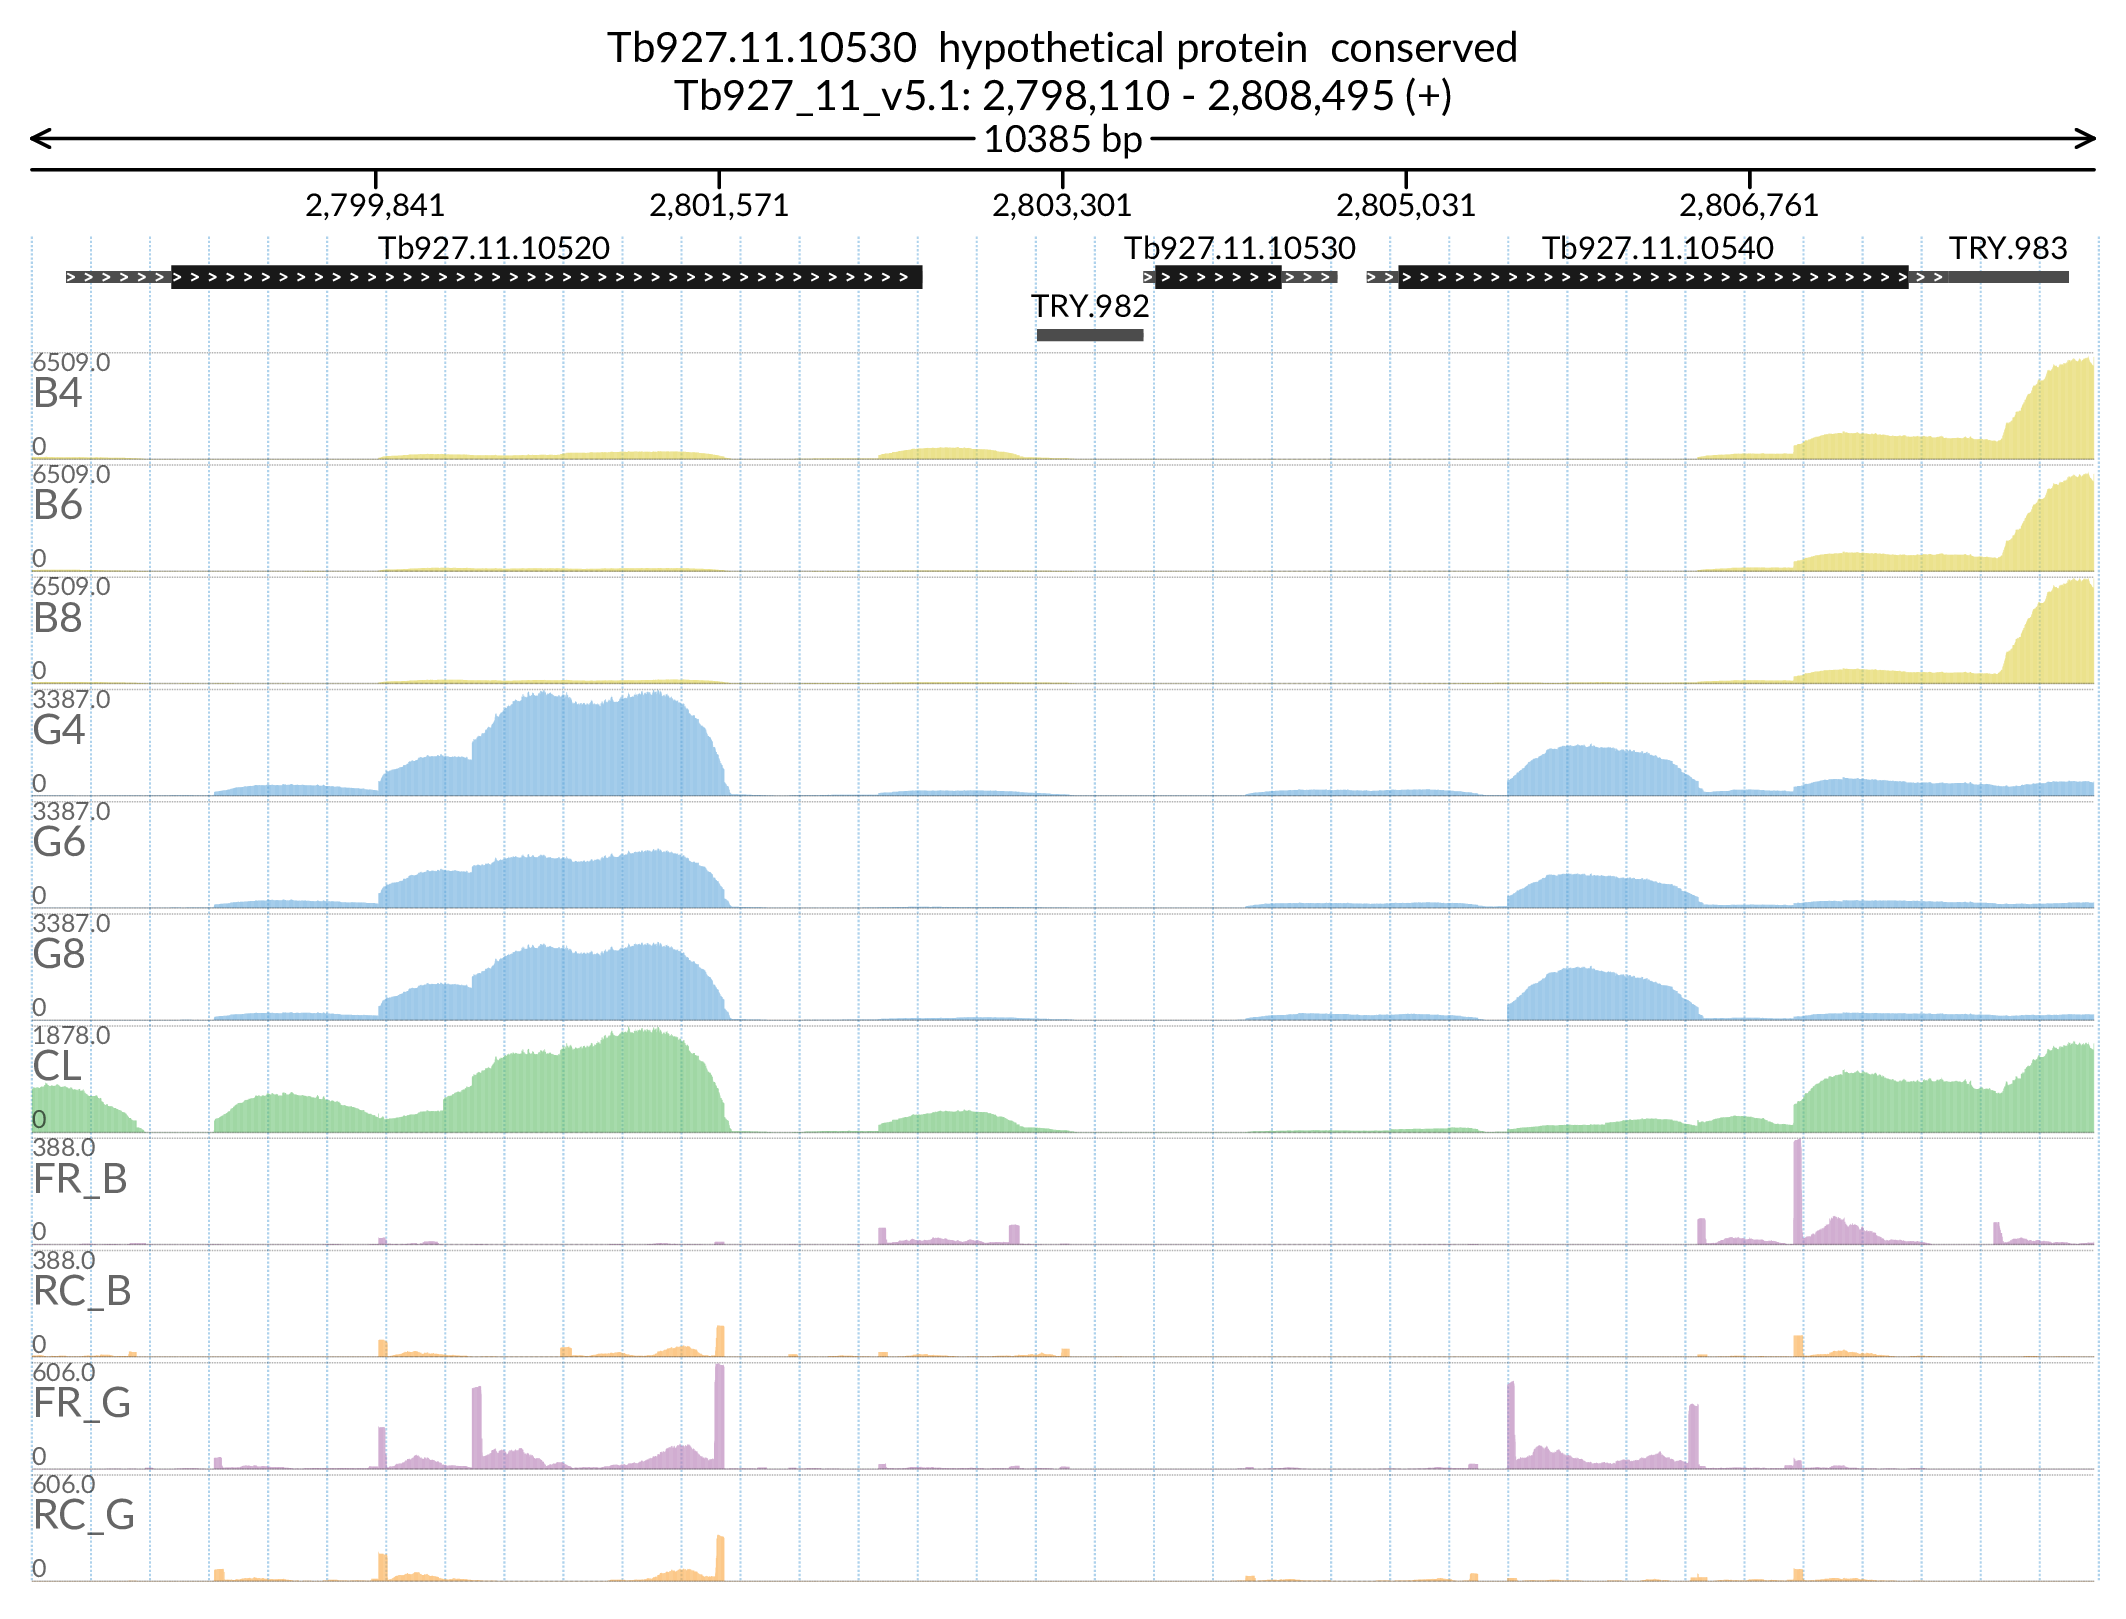 Tb927.11.10530  hypothetical protein  conserved
Tb927_11_v5.1: 2,798,110 - 2,808,495 (+)
10385 bp
2,799,841 2,801,571 2,803,301 2,805,031 2,806,761
Tb927.11.10520 Tb927.11.10530 Tb927.11.10540 TRY.983
TRY.982
6509.0
B4
0
6509.0
B6
0
6509.0
B8
0
3387.0
G4
0
3387.0
G6
0
3387.0
G8
0
1878.0
CL
0
388.0
FR_B
0
388.0
RC_B
0
606.0
FR_G
0
606.0
RC_G
0